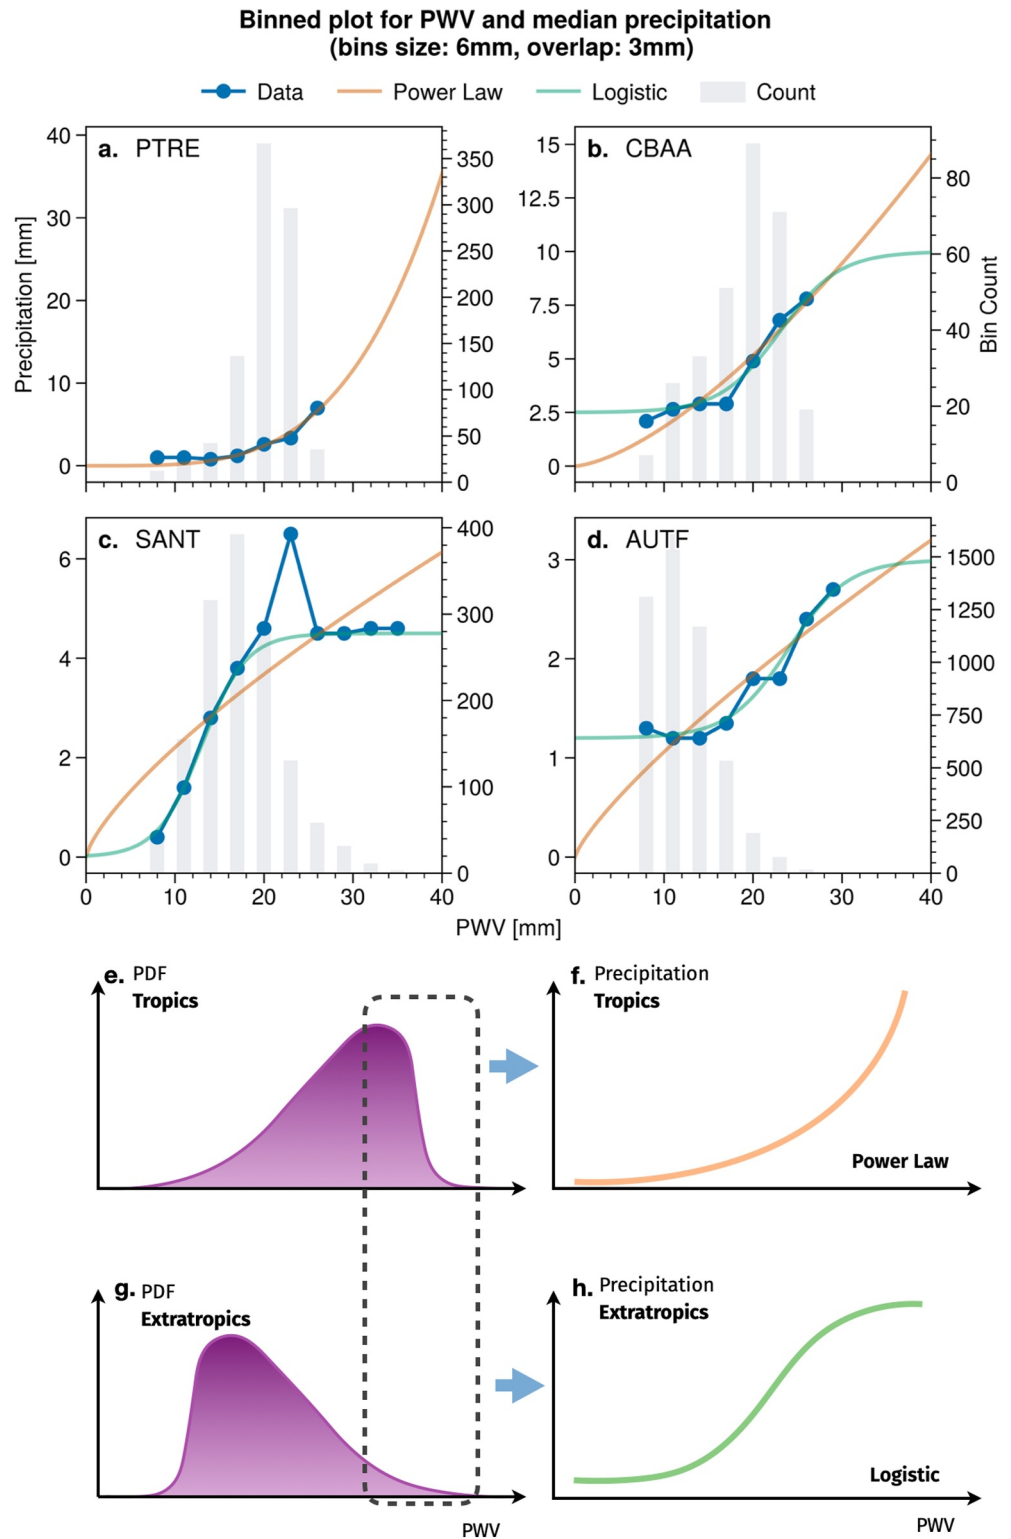 Binned plot for PWV and median precipitation
(bins size: 6mm, overlap: 3mm)
Data Power Law Logistic Count
a. PTRE
40
30
20
10
0
350
300
250
200
150
100
50
0
Precipitation [mm]
b. CBAA
15
12.5
10
7.5
5
2.5
0
80
60
40
20
0
Bin Count
c. SANT
6
4
2
0
400
300
200
100
0
0 10 20 30 40
d. AUTF
3
2
1
0
1500
1250
1000
750
500
250
0
0 10 20 30 40
PWV [mm]
e. PDF
Tropics
f. Precipitation
Tropics
Power Law
g. PDF
Extratropics
h. Precipitation
Extratropics
Logistic
PWV
PWV